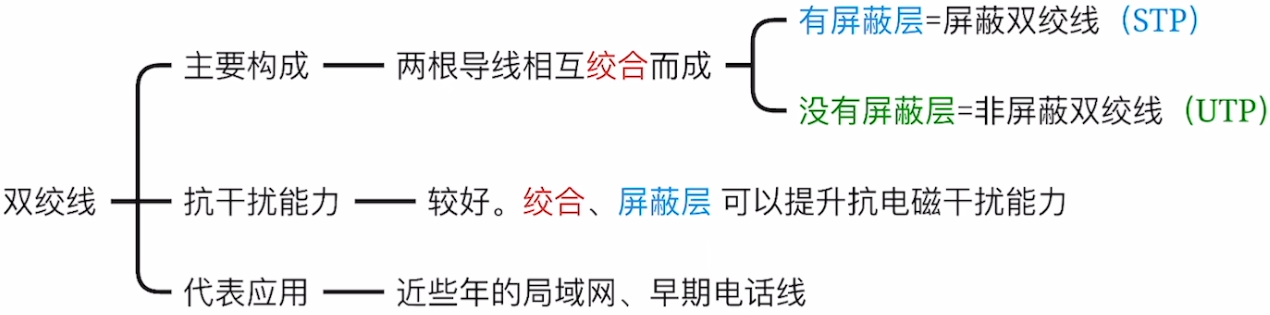 双绞线
主要构成
两根导线相互绞合而成
有屏蔽层=屏蔽双绞线（STP）
没有屏蔽层=非屏蔽双绞线（UTP）
抗干扰能力
较好。绞合、屏蔽层 可以提升抗电磁干扰能力
代表应用
近些年的局域网、早期电话线